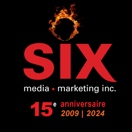 SIX
media • marketing inc.
15e anniversaire
2009 | 2024